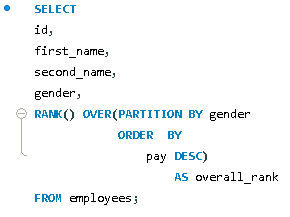 SELECT
id,
first_name,
second_name,
gender,
RANK() OVER(PARTITION BY gender
ORDER BY
pay DESC)
AS overall_rank
FROM employees;